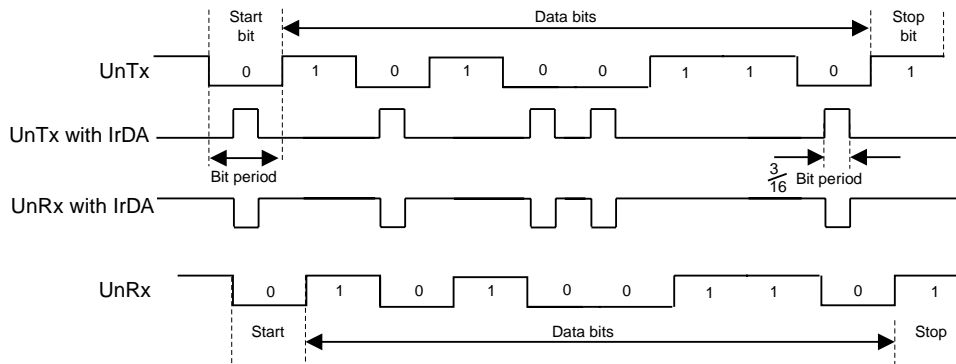 Start bit
Data bits
Stop bit
UnTx
0 1 0 1 0 0 1 1 0 1
UnTx with IrDA
Bit period
3/16 Bit period
UnRx with IrDA
UnRx
0 1 0 1 0 0 1 1 0 1
Start
Data bits
Stop